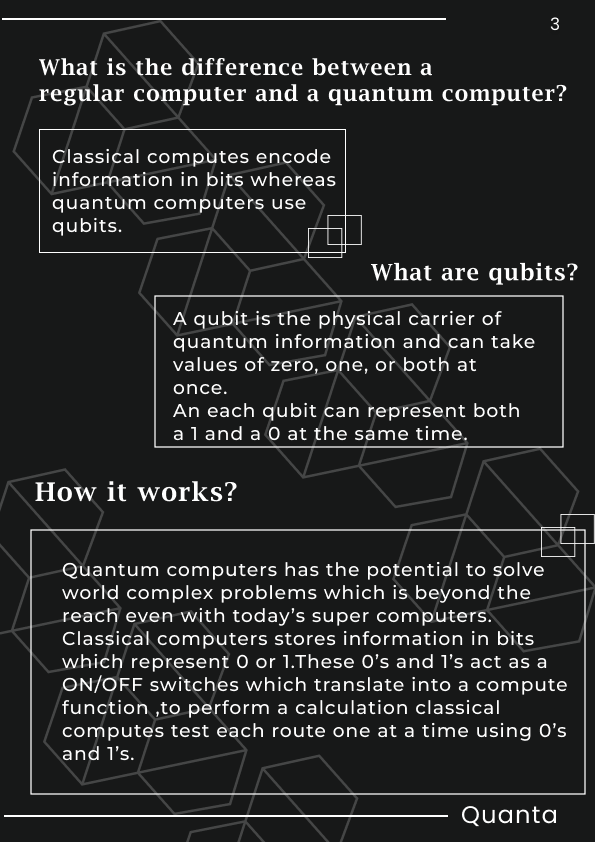 3
What is the difference between a
regular computer and a quantum computer?
Classical computes encode
information in bits whereas
quantum computers use
qubits.
What are qubits?
A qubit is the physical carrier of
quantum information and can take
values of zero, one, or both at
once.
An each qubit can represent both
a 1 and a 0 at the same time.
How it works?
Quantum computers has the potential to solve
world complex problems which is beyond the
reach even with today’s super computers.
Classical computers stores information in bits
which represent 0 or 1.These 0’s and 1’s act as a
ON/OFF switches which translate into a compute
function ,to perform a calculation classical
computes test each route one at a time using 0’s
and 1’s.
Quanta